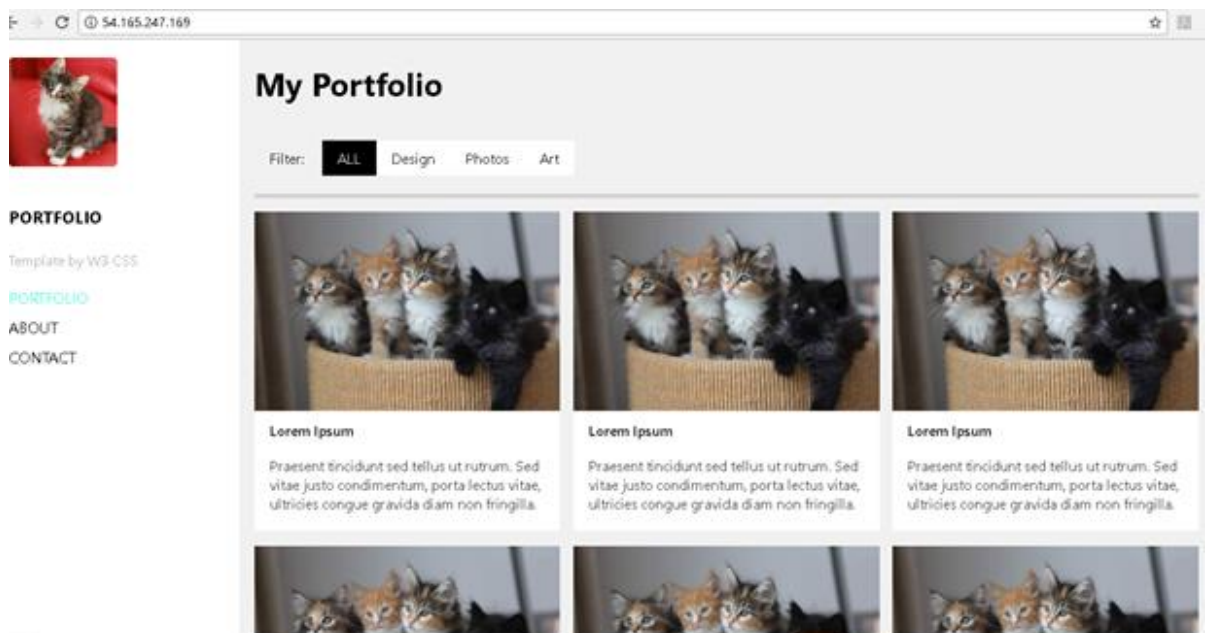 54.165.247.169
My Portfolio
Filter: ALL Design Photos Art
PORTFOLIO
Template by W3 CSS
PORTFOLIO
ABOUT
CONTACT
Lorem Ipsum
Praesent tincidunt sed tellus ut rutrum. Sed
vitae justo condimentum, porta lectus vitae,
ultricies congue gravida diam non fringilla.
Lorem Ipsum
Praesent tincidunt sed tellus ut rutrum. Sed
vitae justo condimentum, porta lectus vitae,
ultricies congue gravida diam non fringilla.
Lorem Ipsum
Praesent tincidunt sed tellus ut rutrum. Sed
vitae justo condimentum, porta lectus vitae,
ultricies congue gravida diam non fringilla.